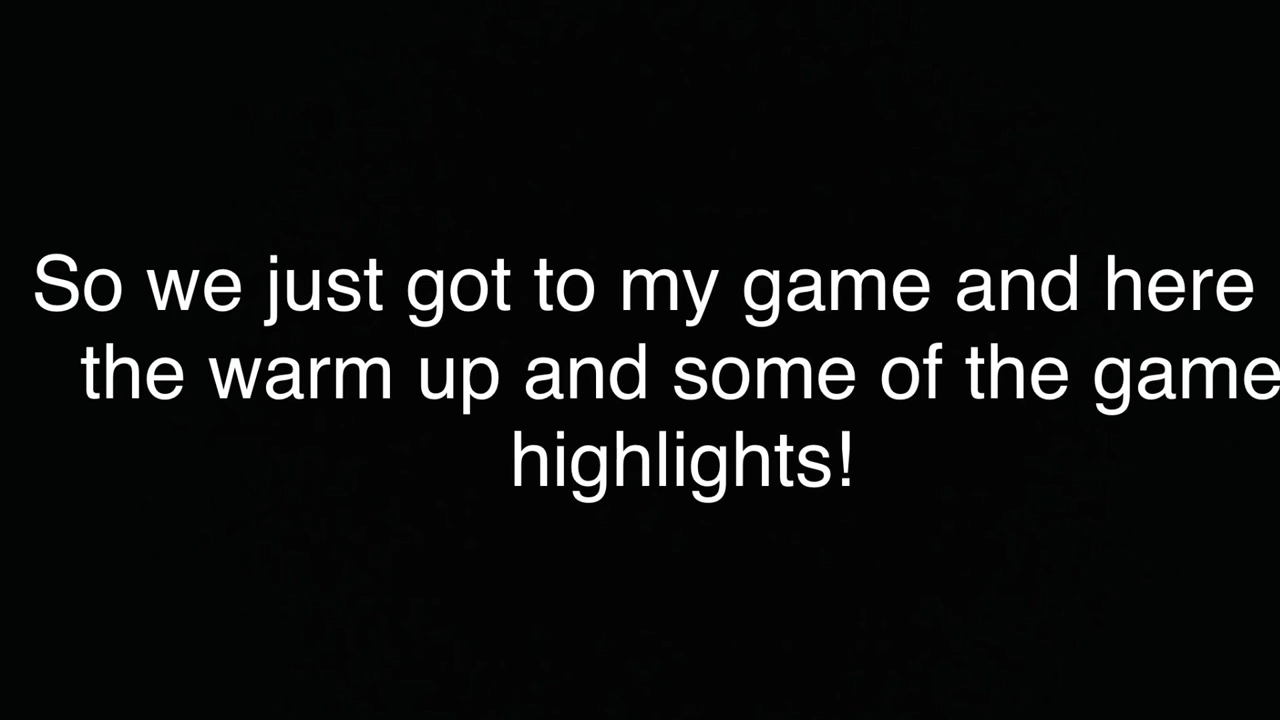 So we just got to my game and here
the warm up and some of the game
highlights!